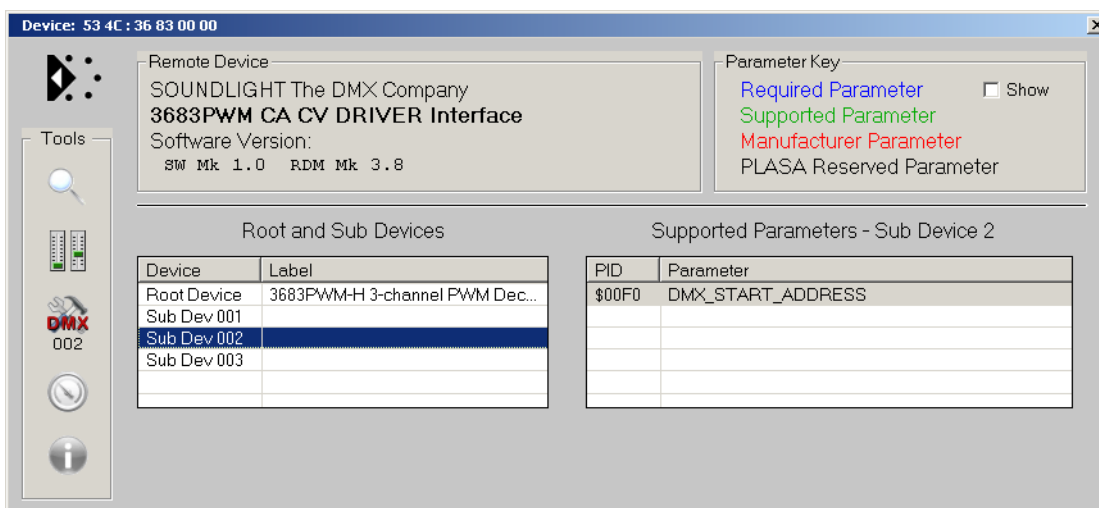 Device: 53 4C : 36 83 00 00
Remote Device
SOUNDLIGHT The DMX Company
3683PWM CA CV DRIVER Interface
Software Version:
SW Mk 1.0 RDM Mk 3.8
Parameter Key
Required Parameter Show
Supported Parameter
Manufacturer Parameter
PLASA Reserved Parameter
Tools
DMX
002
Root and Sub Devices
Device Label
Root Device 3683PWM-H 3-channel PWM Dec...
Sub Dev 001
Sub Dev 002
Sub Dev 003
Supported Parameters - Sub Device 2
PID Parameter
$00F0 DMX_START_ADDRESS